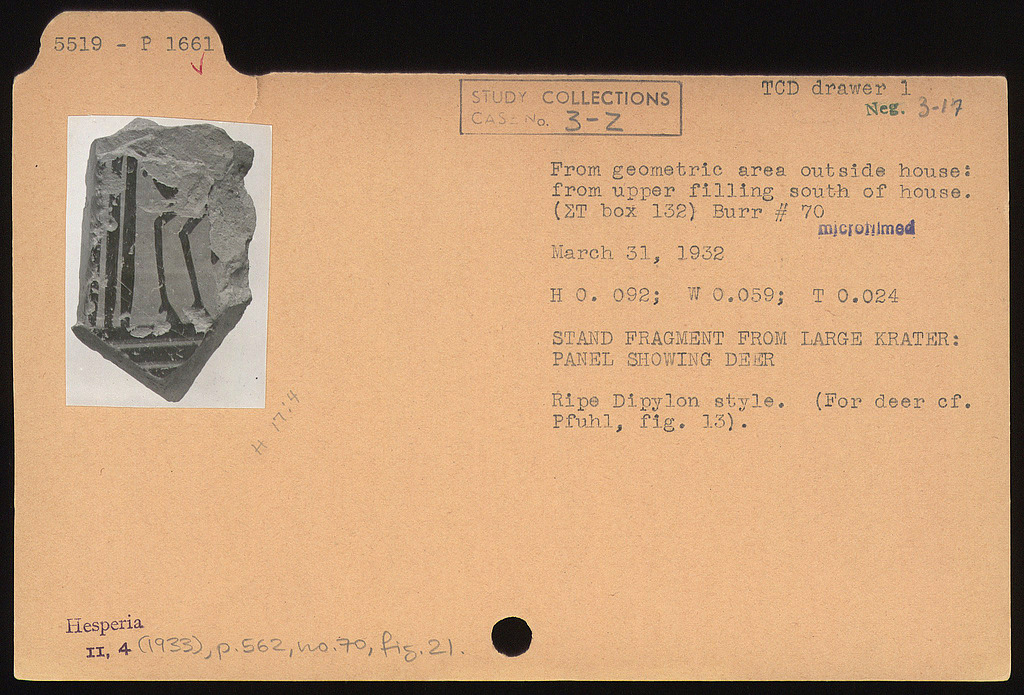 5519 - P 1661
STUDY COLLECTIONS
CASE No. 3-Z
TCD drawer 1
Neg. 3-17
From geometric area outside house:
from upper filling south of house.
(ΣT box 132) Burr # 70
microfilmed
March 31, 1932
H 0. 092; W 0.059; T 0.024
STAND FRAGMENT FROM LARGE KRATER:
PANEL SHOWING DEER
Ripe Dipylon style. (For deer cf.
Pfuhl, fig. 13).
H 17:4
Hesperia
II, 4 (1933), p.562, no.70, fig.21.